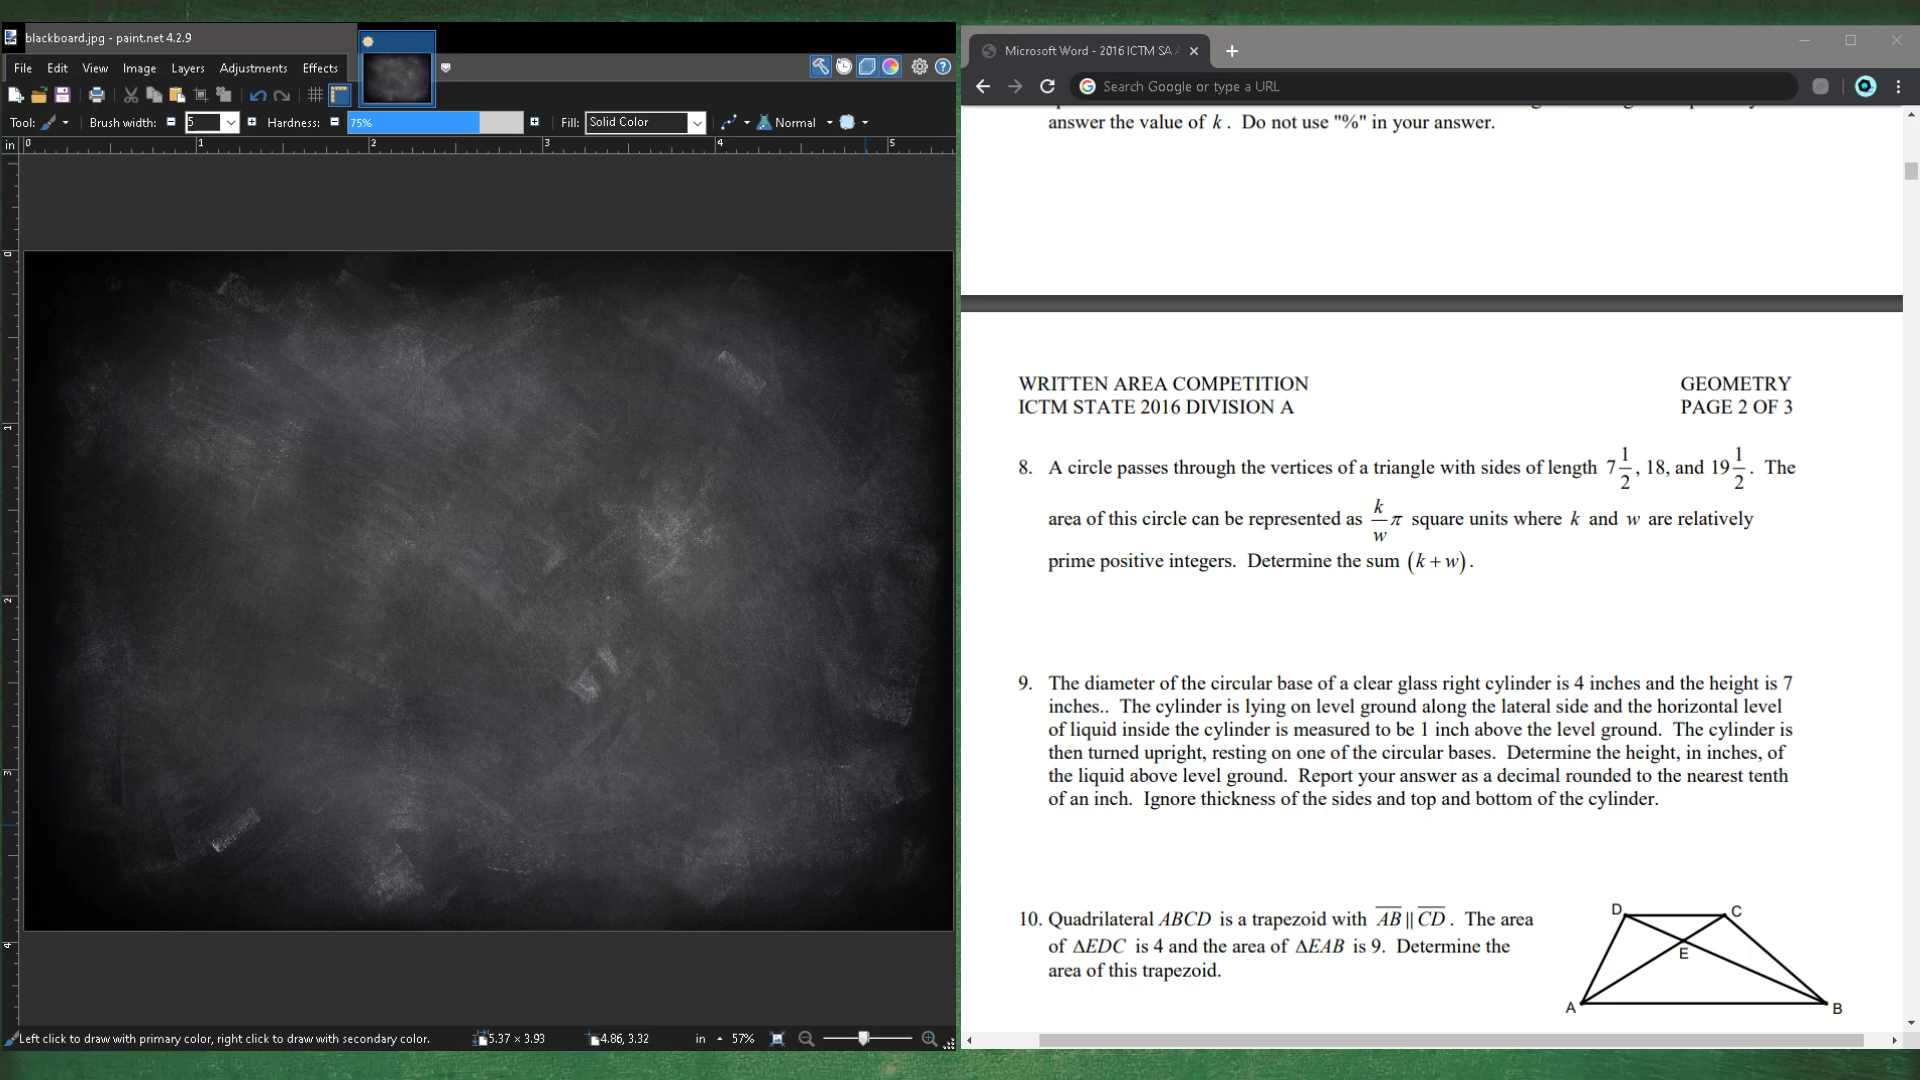 blackboard.jpg - paint.net 4.2.9
File Edit View Image Layers Adjustments Effects
Tool: Brush width: 5 Hardness: 75% Fill: Solid Color Normal
in 0 1 2 3 4 5
0
1
2
3
4
Left click to draw with primary color, right click to draw with secondary color. 5.37 × 3.93 4.86, 3.32 in 57%
Microsoft Word - 2016 ICTM SA
Search Google or type a URL
answer the value of k . Do not use "%" in your answer.
WRITTEN AREA COMPETITION GEOMETRY
ICTM STATE 2016 DIVISION A PAGE 2 OF 3
8. A circle passes through the vertices of a triangle with sides of length 7 1/2, 18, and 19 1/2. The
area of this circle can be represented as k/w π square units where k and w are relatively
prime positive integers. Determine the sum (k + w).
9. The diameter of the circular base of a clear glass right cylinder is 4 inches and the height is 7
inches.. The cylinder is lying on level ground along the lateral side and the horizontal level
of liquid inside the cylinder is measured to be 1 inch above the level ground. The cylinder is
then turned upright, resting on one of the circular bases. Determine the height, in inches, of
the liquid above level ground. Report your answer as a decimal rounded to the nearest tenth
of an inch. Ignore thickness of the sides and top and bottom of the cylinder.
10. Quadrilateral ABCD is a trapezoid with AB || CD . The area
of ΔEDC is 4 and the area of ΔEAB is 9. Determine the
area of this trapezoid.
D C
E
A B